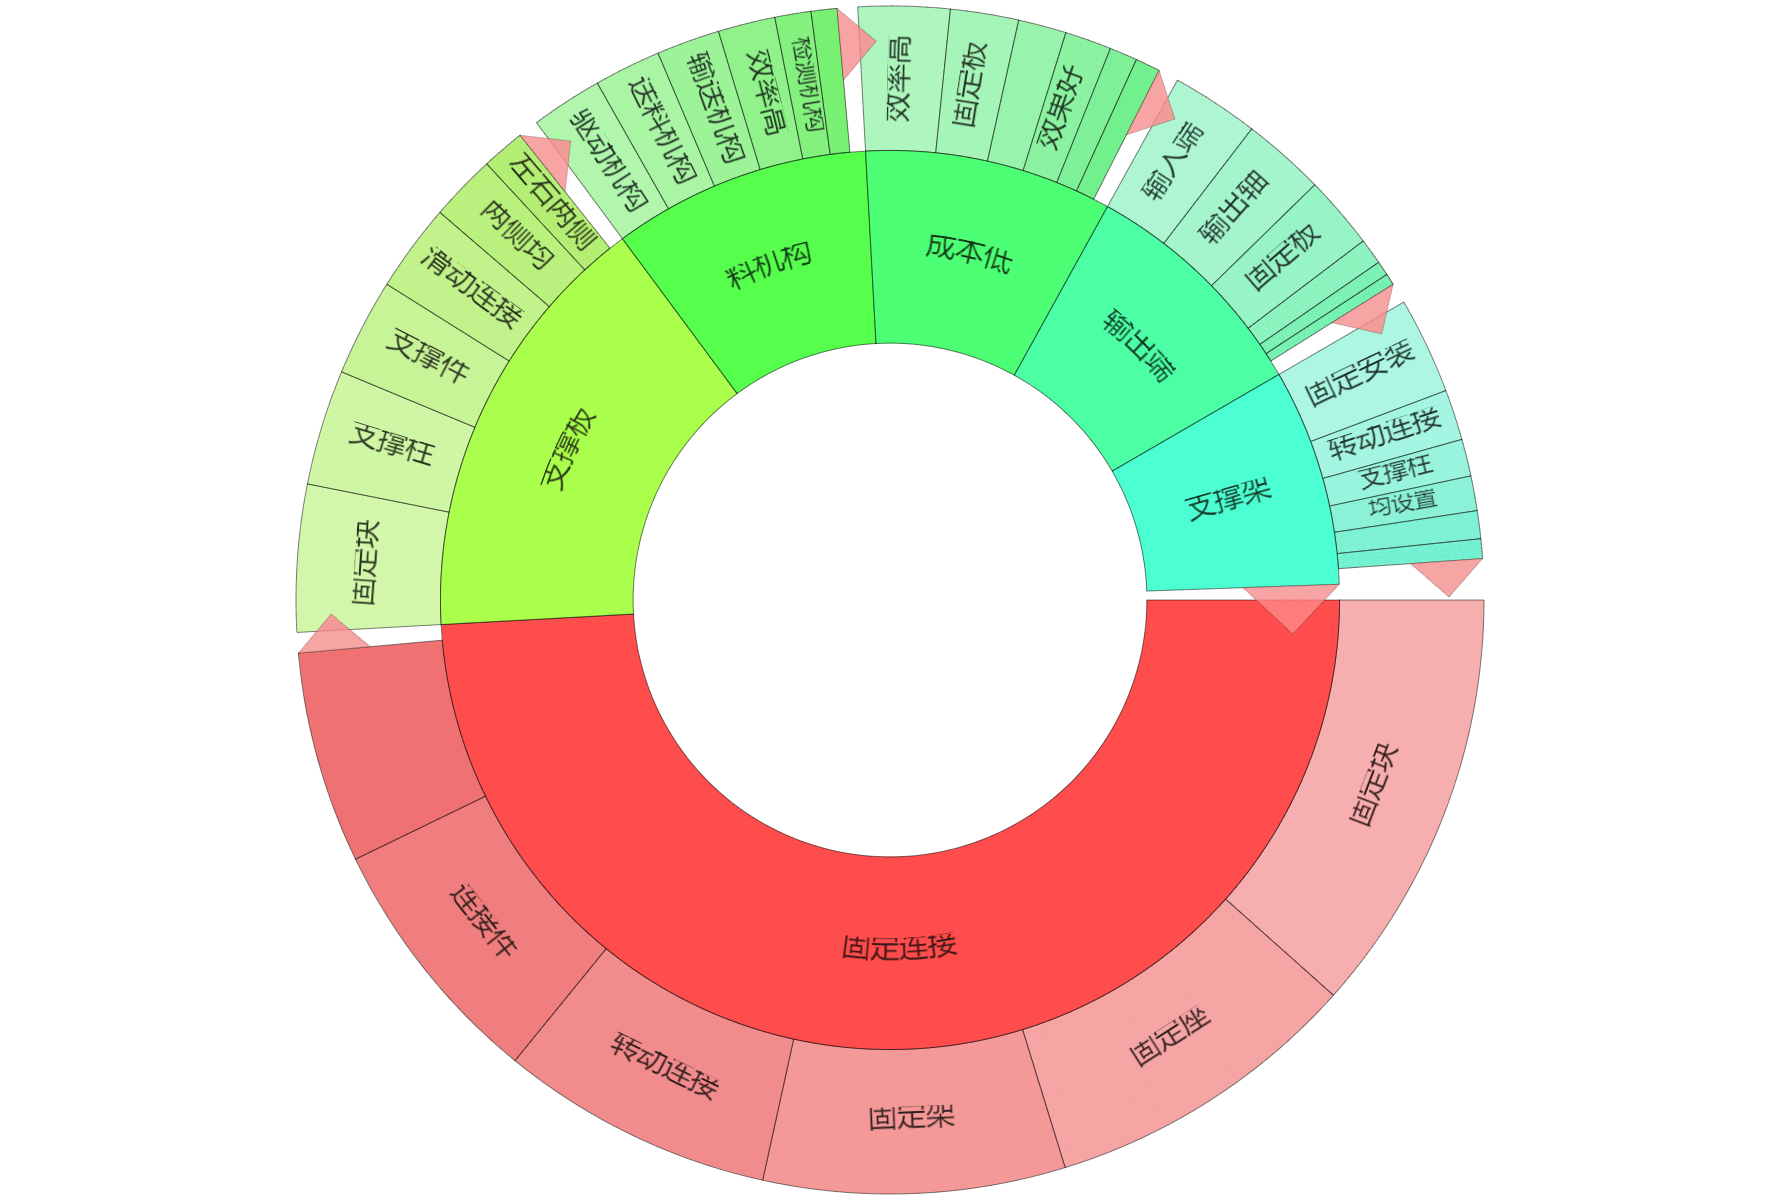 固定连接
支撑板
料机构
成本低
输出端
支撑架
固定块
固定座
固定架
转动连接
连接件
固定块
支撑柱
支撑件
滑动连接
两侧均
左右两侧
驱动机构
送料机构
输送机构
效率高
检测机构
效率高
固定板
效果好
输入端
输出轴
固定板
固定安装
转动连接
支撑柱
均设置